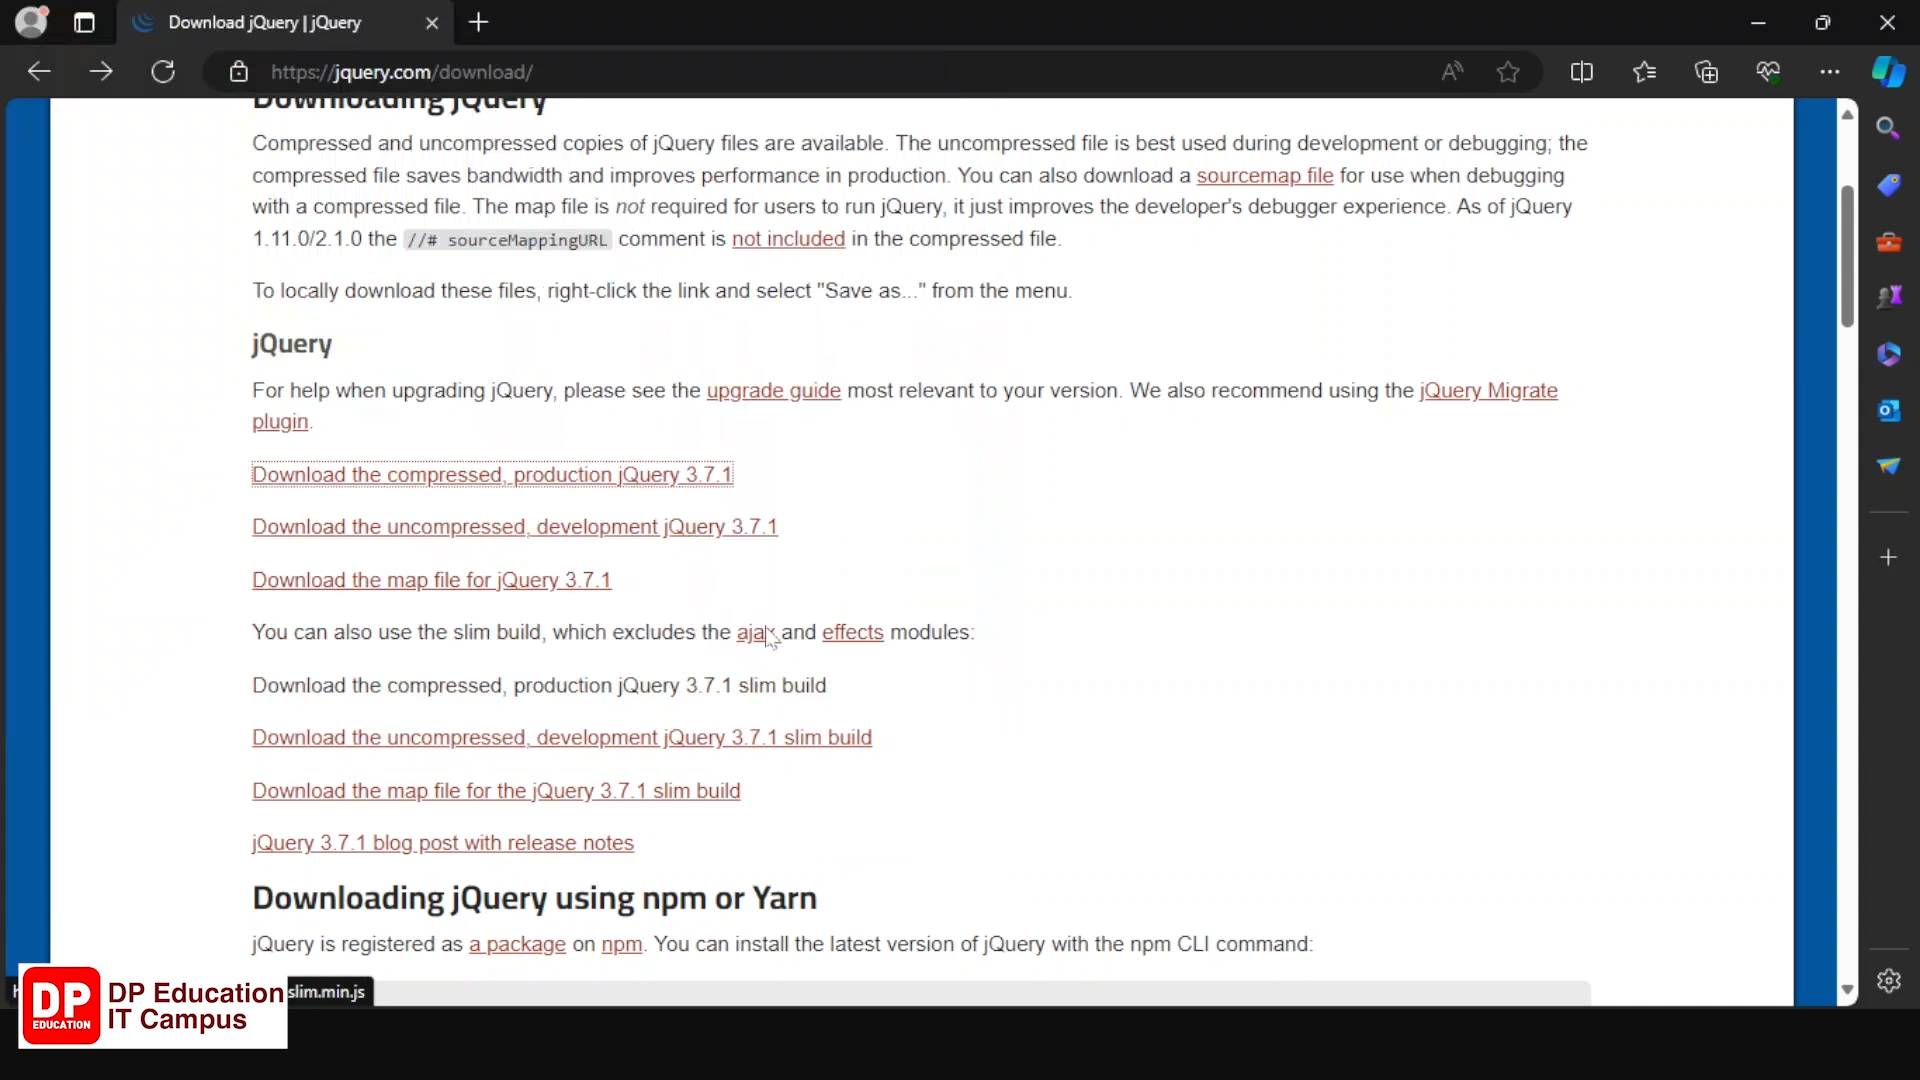 Download jQuery | jQuery
https://jquery.com/download/
Downloading jQuery
Compressed and uncompressed copies of jQuery files are available. The uncompressed file is best used during development or debugging; the
compressed file saves bandwidth and improves performance in production. You can also download a sourcemap file for use when debugging
with a compressed file. The map file is not required for users to run jQuery, it just improves the developer's debugger experience. As of jQuery
1.11.0/2.1.0 the //# sourceMappingURL comment is not included in the compressed file.
To locally download these files, right-click the link and select "Save as..." from the menu.
jQuery
For help when upgrading jQuery, please see the upgrade guide most relevant to your version. We also recommend using the jQuery Migrate
plugin.
Download the compressed, production jQuery 3.7.1
Download the uncompressed, development jQuery 3.7.1
Download the map file for jQuery 3.7.1
You can also use the slim build, which excludes the ajax and effects modules:
Download the compressed, production jQuery 3.7.1 slim build
Download the uncompressed, development jQuery 3.7.1 slim build
Download the map file for the jQuery 3.7.1 slim build
jQuery 3.7.1 blog post with release notes
Downloading jQuery using npm or Yarn
jQuery is registered as a package on npm. You can install the latest version of jQuery with the npm CLI command:
slim.min.js
DP EDUCATION
DP Education
IT Campus